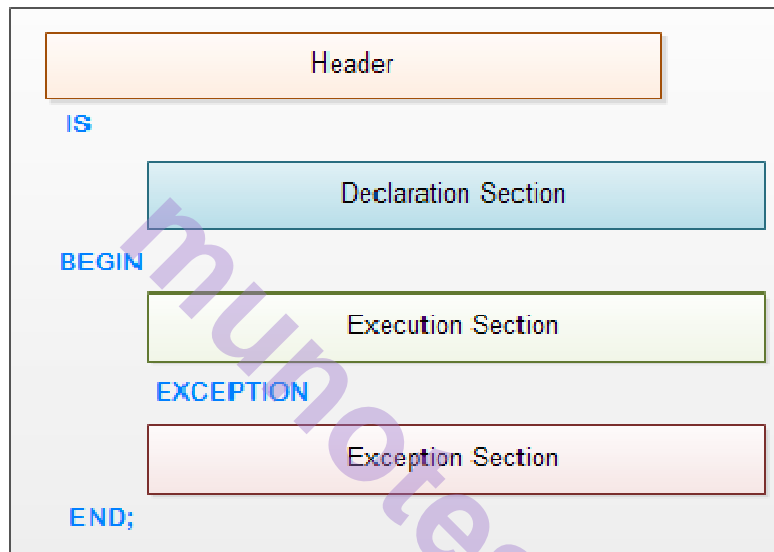 Header
IS
Declaration Section
BEGIN
Execution Section
EXCEPTION
Exception Section
END;
munotes